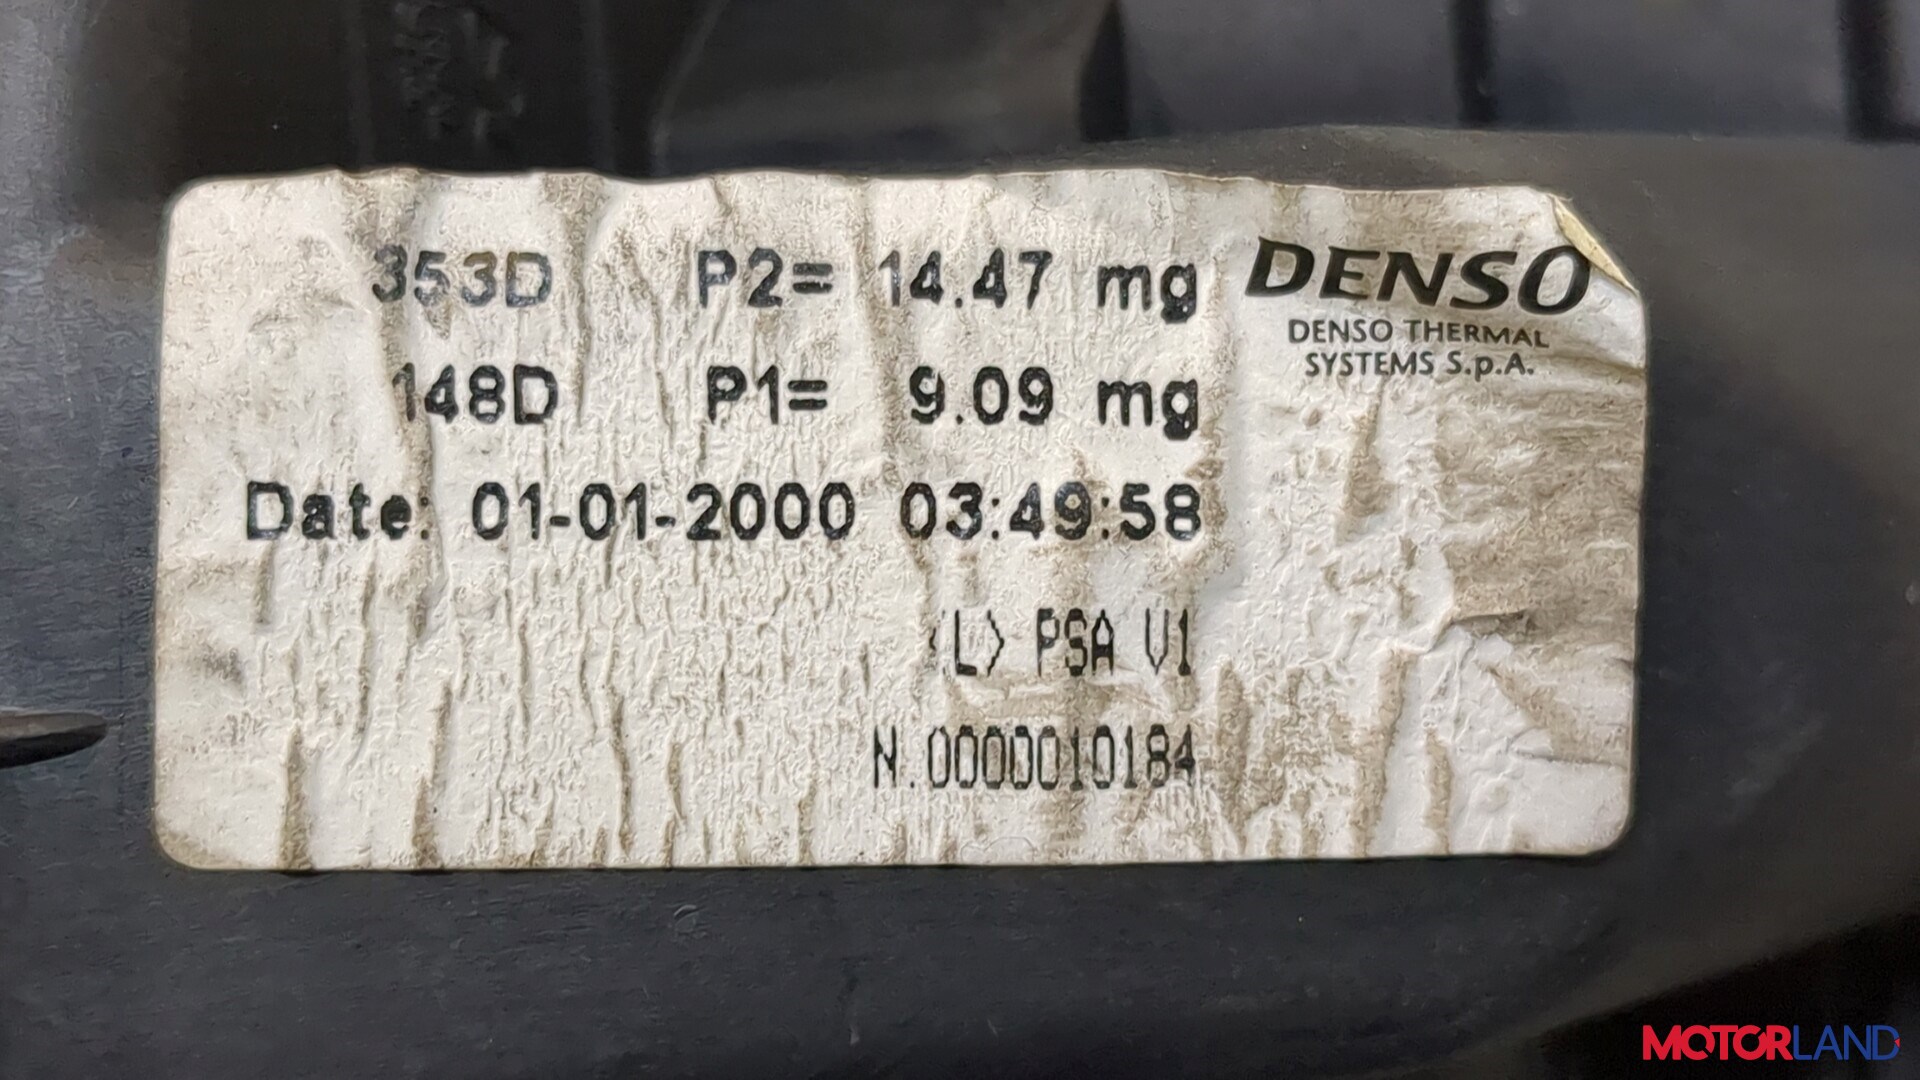 353D P2= 14.47 mg
148D P1= 9.09 mg
Date: 01-01-2000 03:49:58
<L> PSA V1
N.0000010184
DENSO
DENSO THERMAL
SYSTEMS S.p.A.
MOTORLAND